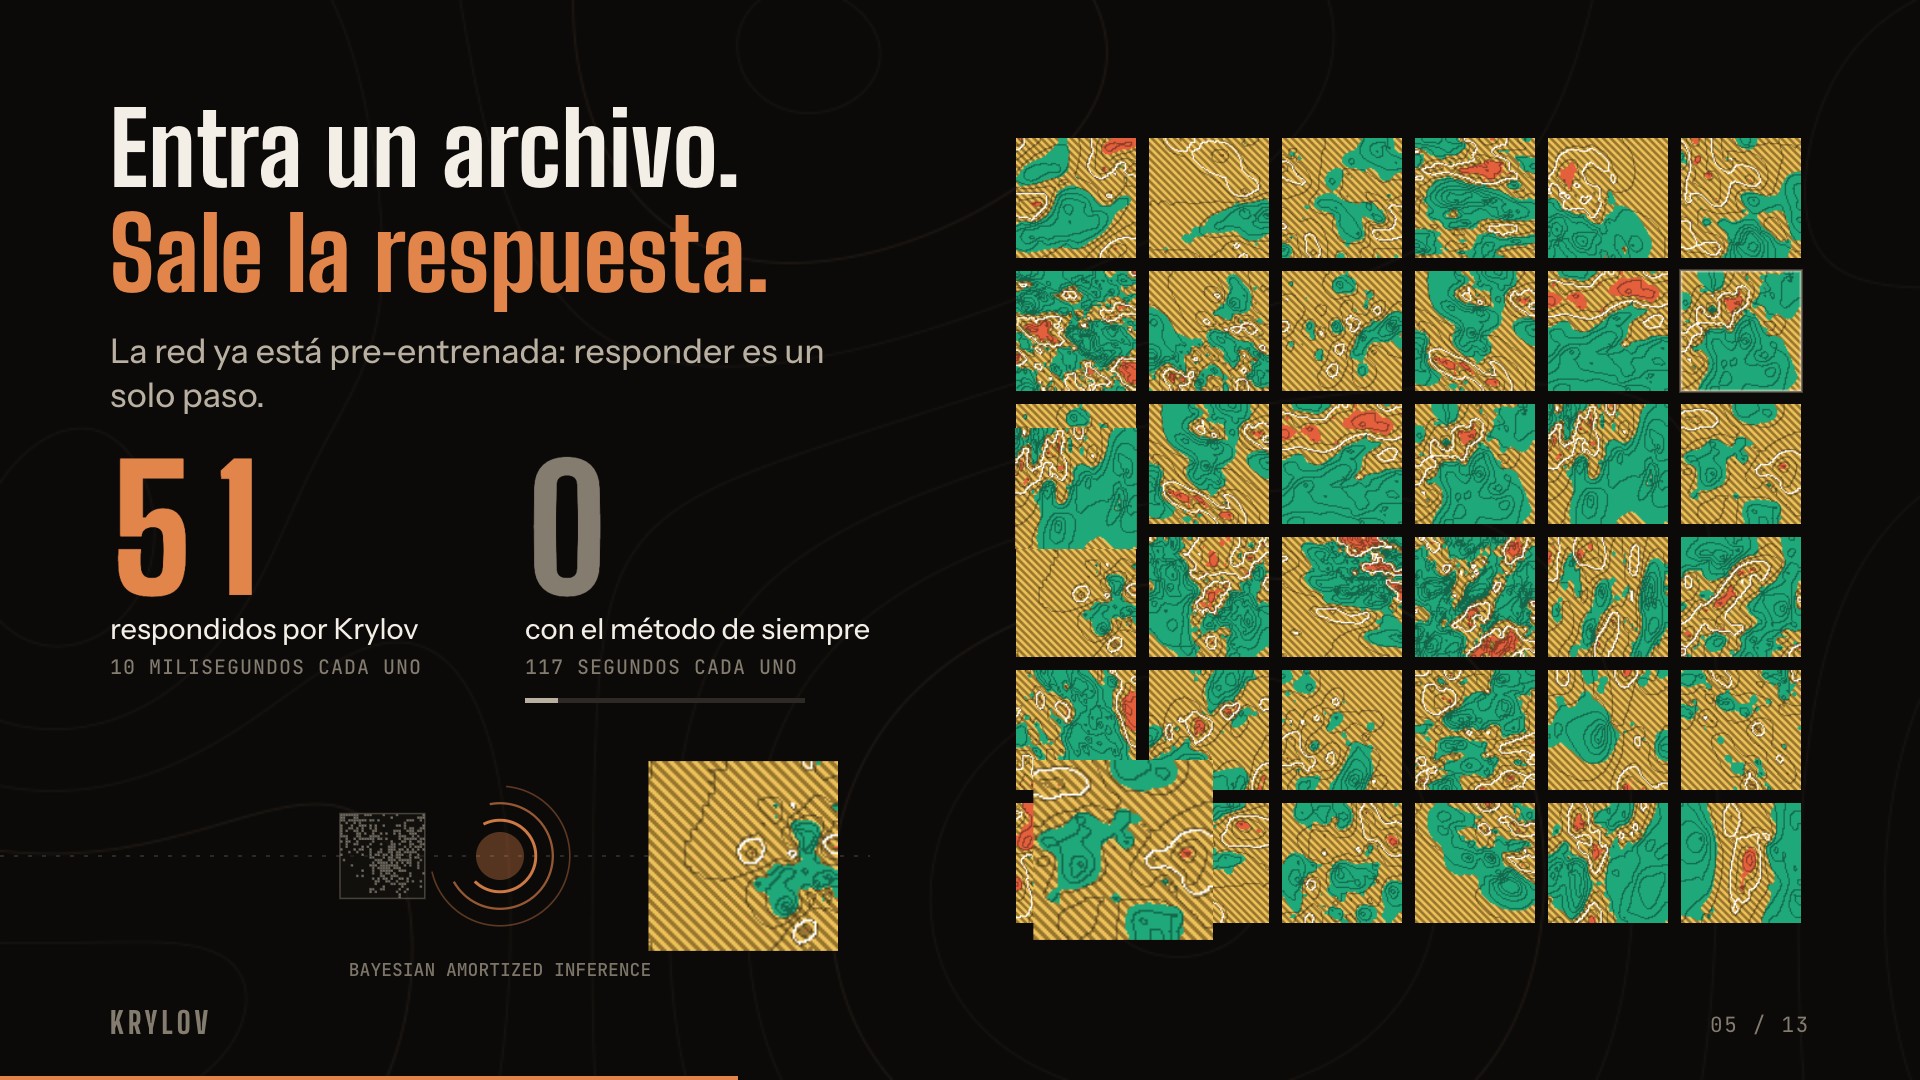 Entra un archivo.
Sale la respuesta.
La red ya está pre-entrenada: responder es un
solo paso.
51
respondidos por Krylov
10 MILISEGUNDOS CADA UNO
0
con el método de siempre
117 SEGUNDOS CADA UNO
BAYESIAN AMORTIZED INFERENCE
KRYLOV
05 / 13